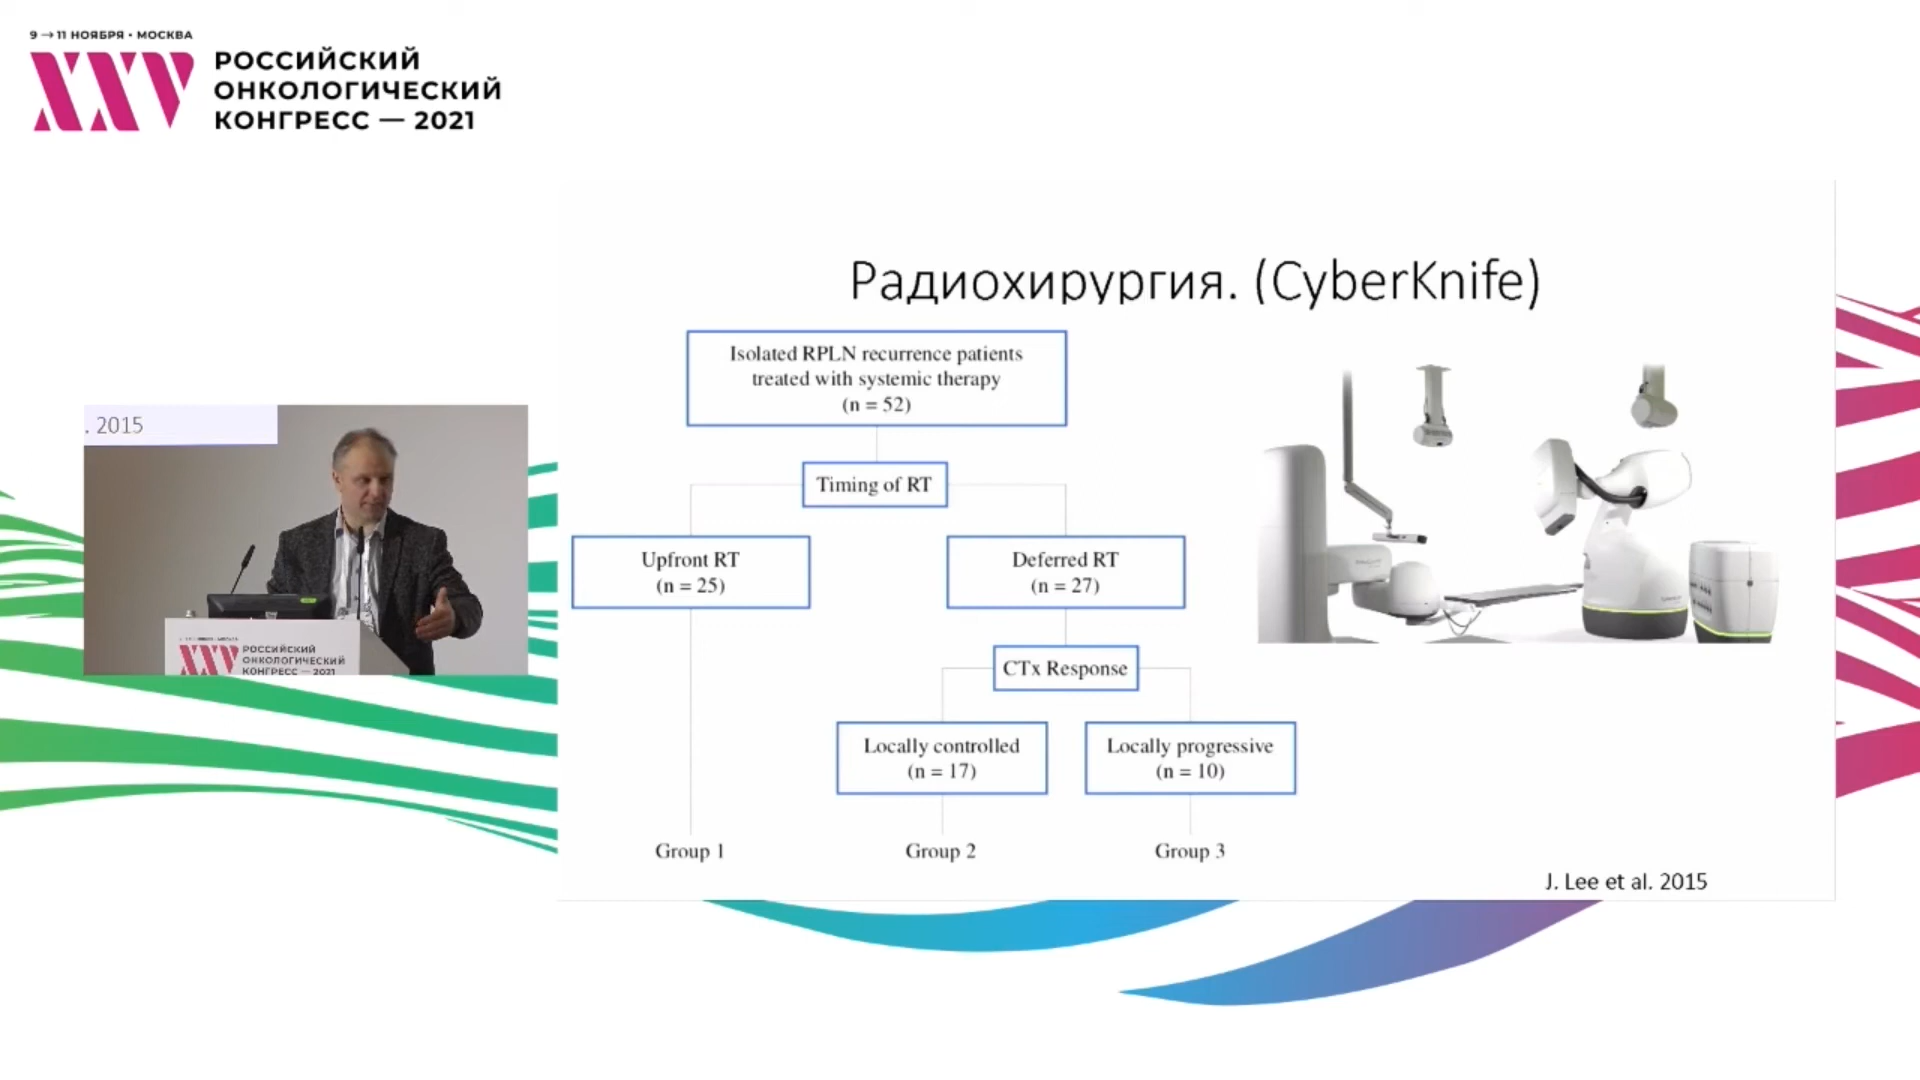 9 → 11 НОЯБРЯ • МОСКВА
XXV
РОССИЙСКИЙ
ОНКОЛОГИЧЕСКИЙ
КОНГРЕСС — 2021
Радиохирургия. (CyberKnife)
Isolated RPLN recurrence patients
treated with systemic therapy
(n = 52)
Timing of RT
Upfront RT
(n = 25)
Deferred RT
(n = 27)
CTx Response
Locally controlled
(n = 17)
Locally progressive
(n = 10)
Group 1
Group 2
Group 3
J. Lee et al. 2015
. 2015
XXV
РОССИЙСКИЙ
ОНКОЛОГИЧЕСКИЙ
КОНГРЕСС — 2021